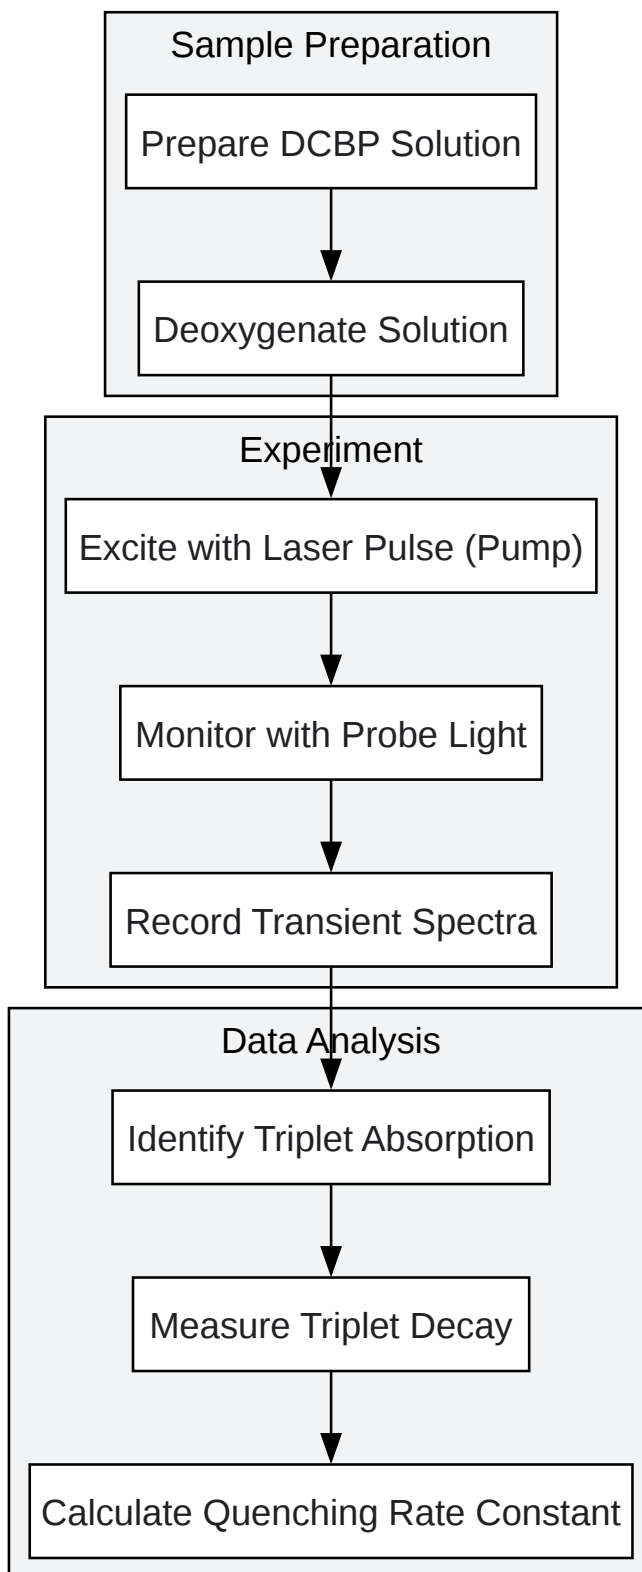 Sample Preparation
Prepare DCBP Solution
Deoxygenate Solution
Experiment
Excite with Laser Pulse (Pump)
Monitor with Probe Light
Record Transient Spectra
Data Analysis
Identify Triplet Absorption
Measure Triplet Decay
Calculate Quenching Rate Constant